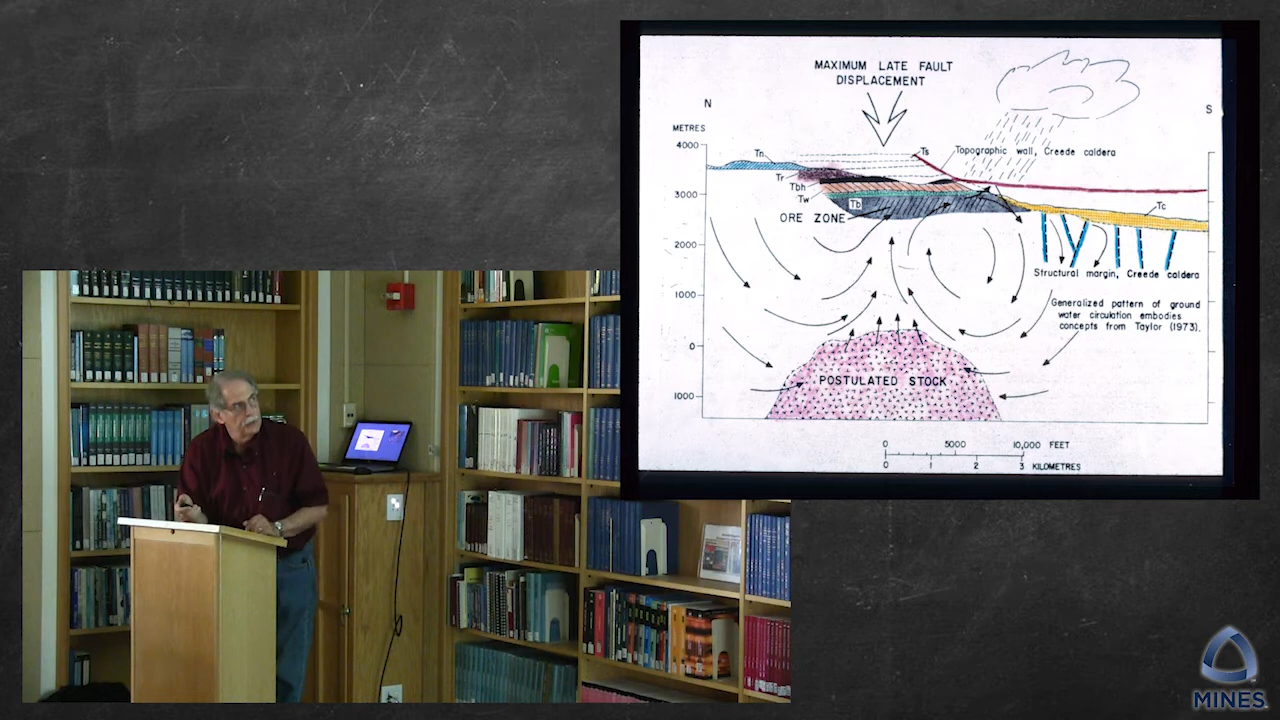 MAXIMUM LATE FAULT
DISPLACEMENT
N
S
METRES
4000
3000
2000
1000
0
1000
Tn
Ts
Topographic wall, Creede caldera
Tr
Tbh
Tw
Tb
ORE ZONE
Tc
Structural margin, Creede caldera
Generalized pattern of ground
water circulation embodies
concepts from Taylor (1973).
POSTULATED STOCK
0 5000 10,000 FEET
0 1 2 3 KILOMETRES
MINES